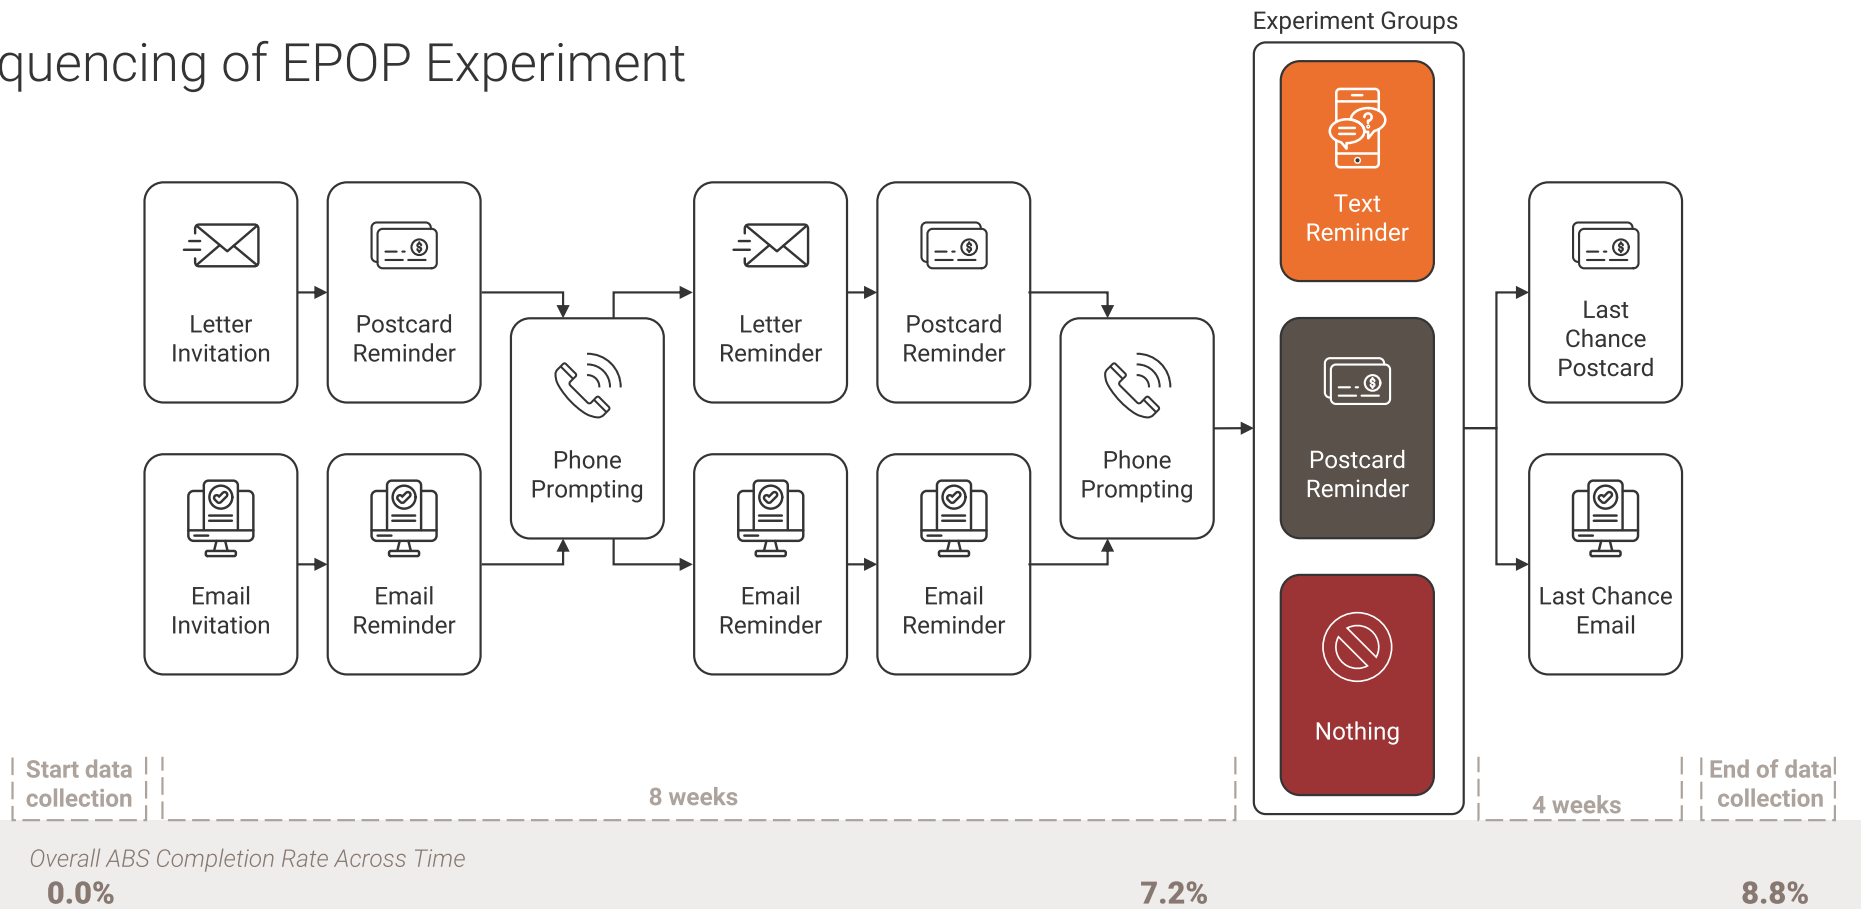 quencing of EPOP Experiment
Experiment Groups
Letter
Invitation
Postcard
Reminder
Email
Invitation
Email
Reminder
Phone
Prompting
Letter
Reminder
Postcard
Reminder
Email
Reminder
Email
Reminder
Phone
Prompting
Text
Reminder
Postcard
Reminder
Nothing
Last
Chance
Postcard
Last Chance
Email
Start data
collection
8 weeks
4 weeks
End of data
collection
Overall ABS Completion Rate Across Time
0.0%
7.2%
8.8%